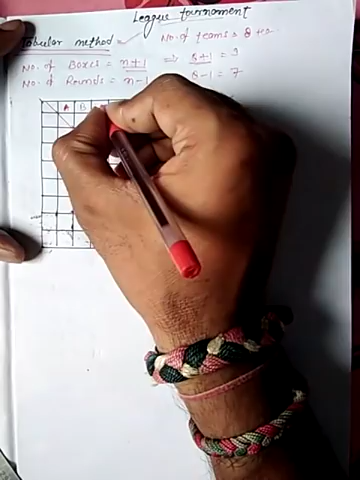 League tournament
Tabular method No. of teams = 8 tea
No. of Boxes = n+1 ⇒ 8+1 = 9
No. of Rounds = n-1 8-1 = 7
A B